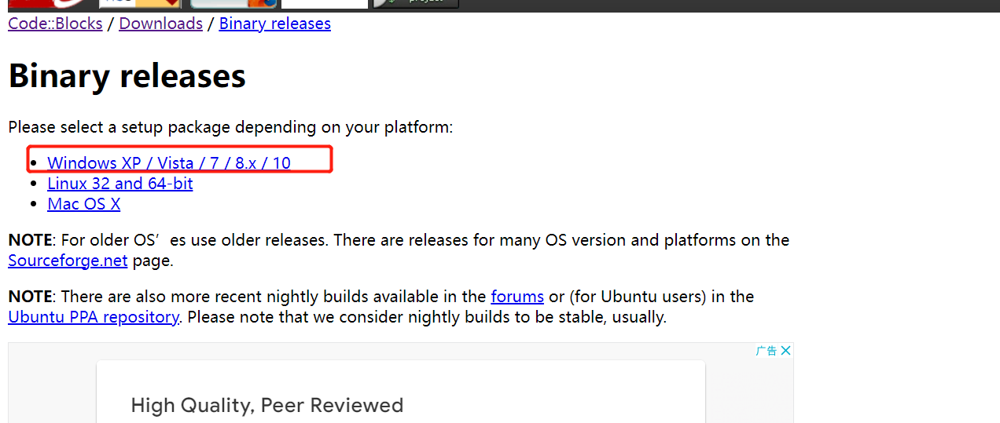 Code::Blocks / Downloads / Binary releases
Binary releases
Please select a setup package depending on your platform:
Windows XP / Vista / 7 / 8.x / 10
Linux 32 and 64-bit
Mac OS X
NOTE: For older OS’es use older releases. There are releases for many OS version and platforms on the
Sourceforge.net page.
NOTE: There are also more recent nightly builds available in the forums or (for Ubuntu users) in the
Ubuntu PPA repository. Please note that we consider nightly builds to be stable, usually.
广告
High Quality, Peer Reviewed